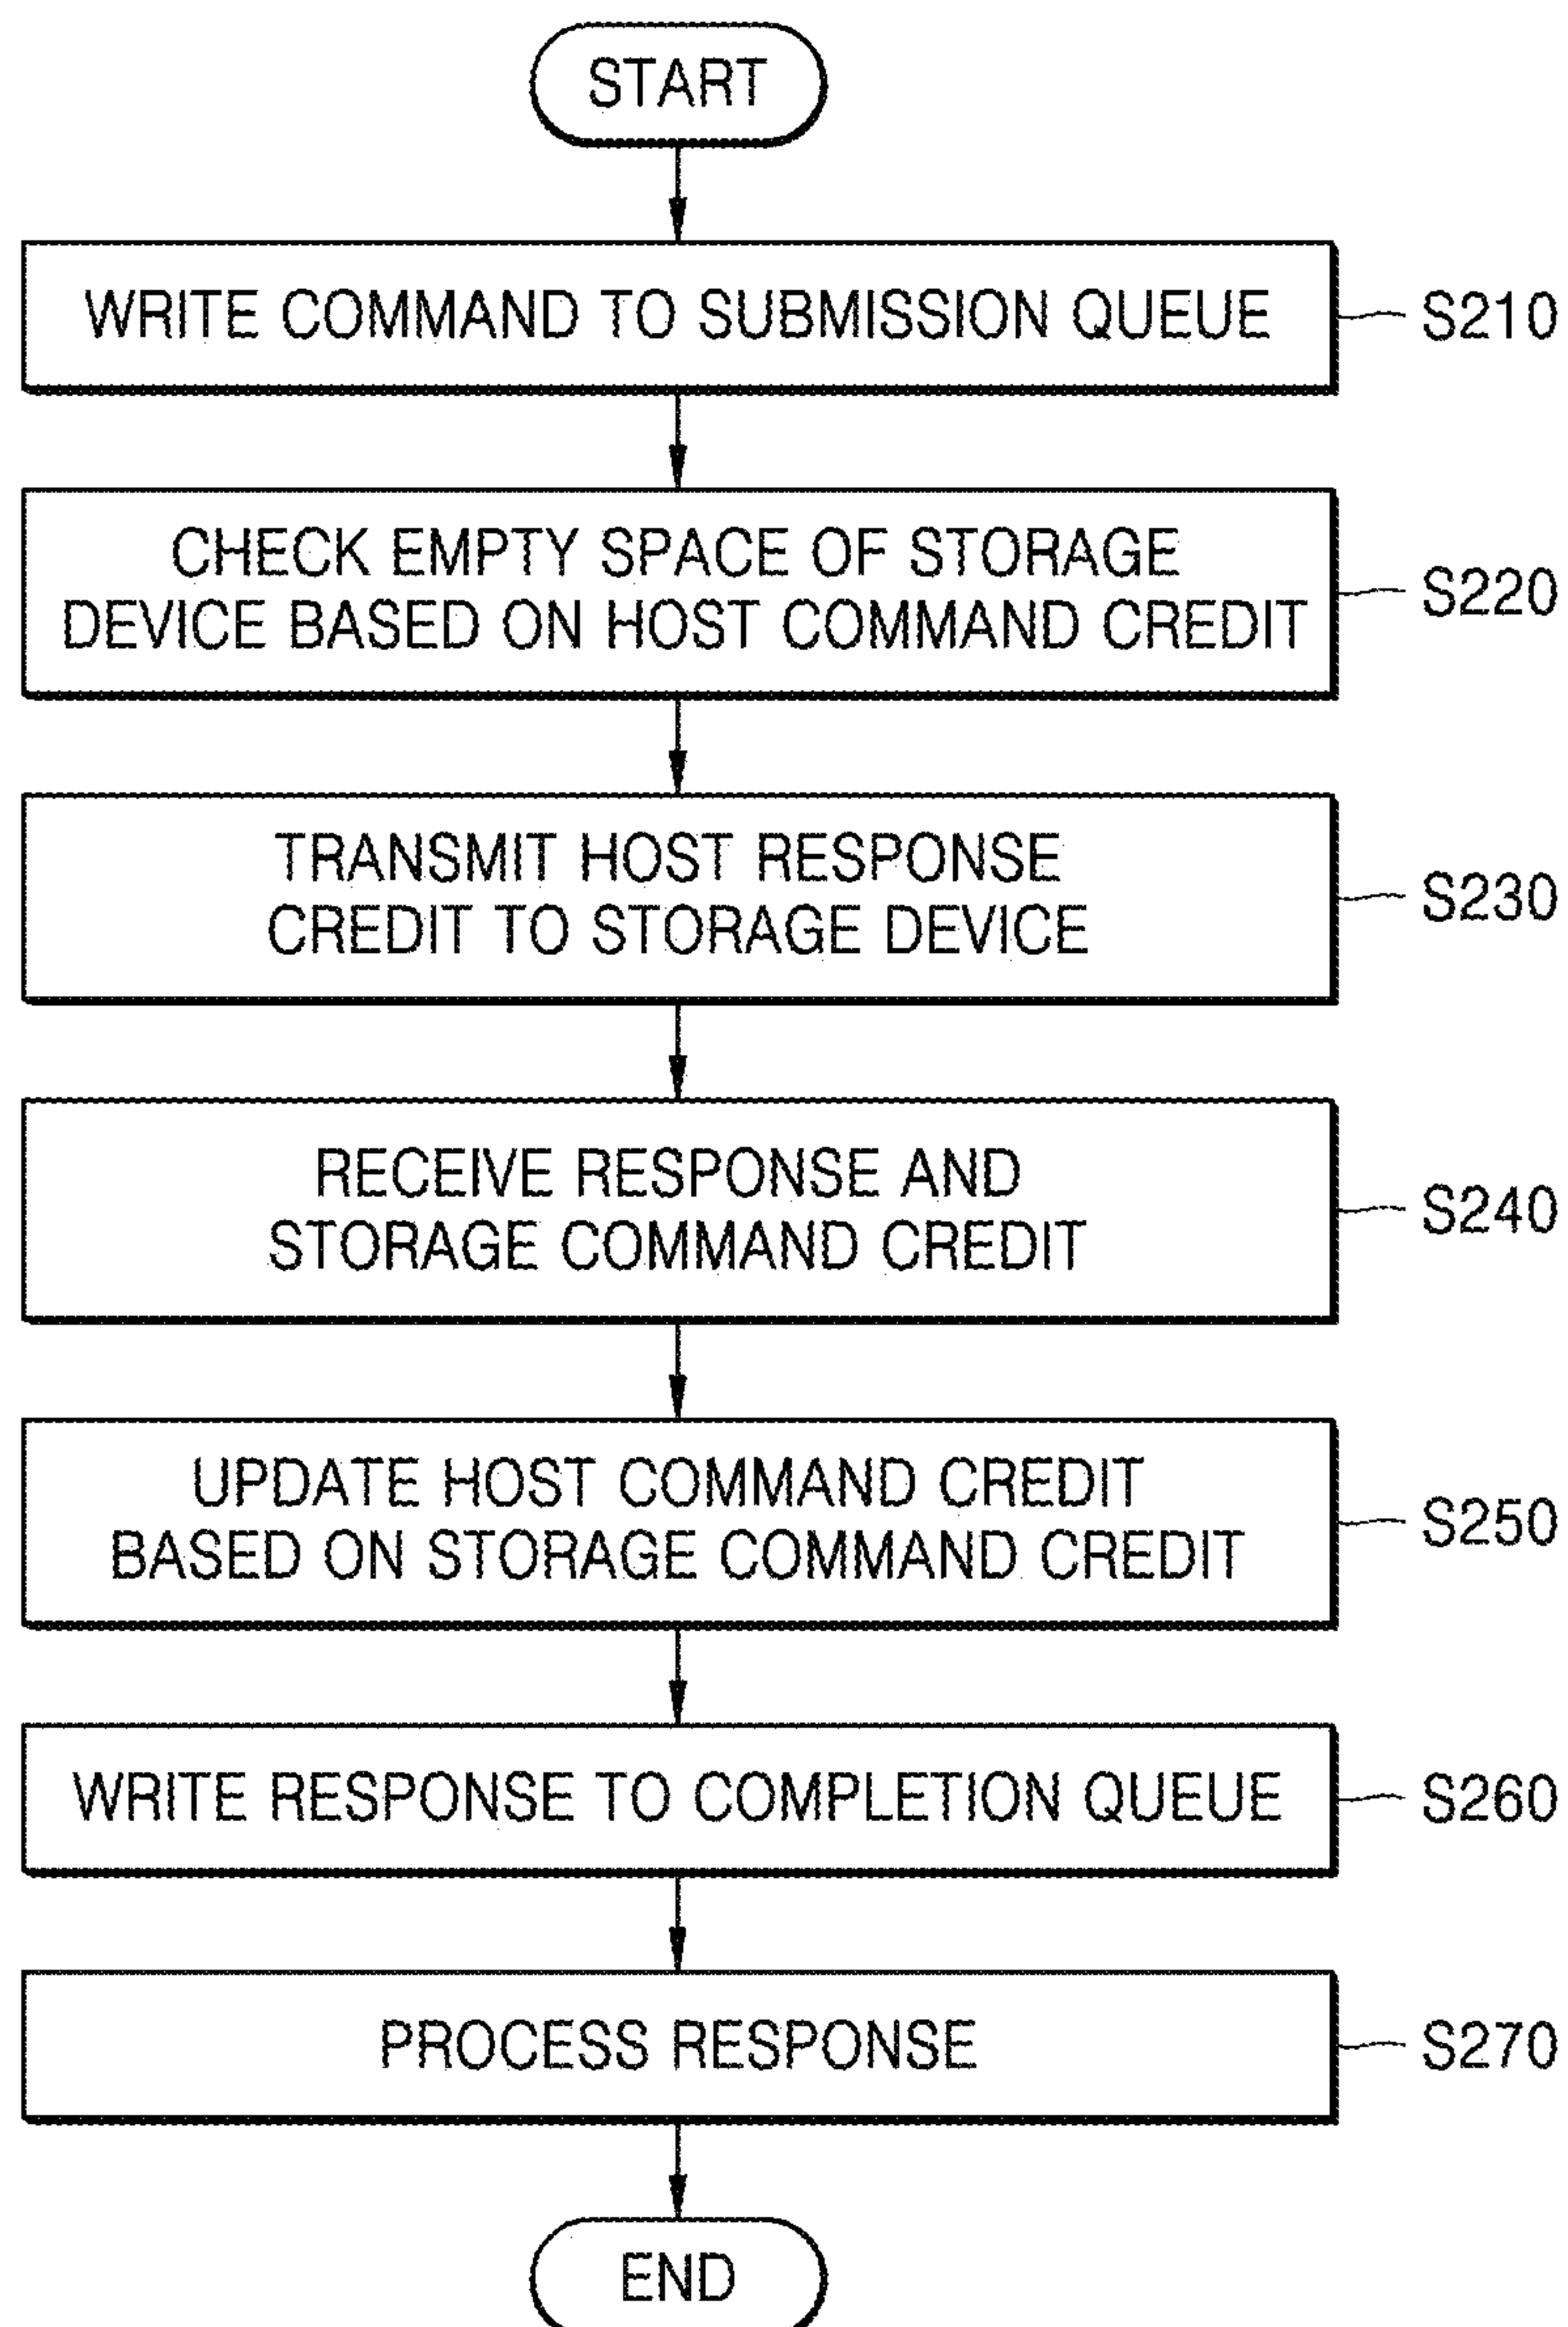 START
WRITE COMMAND TO SUBMISSION QUEUE
S210
CHECK EMPTY SPACE OF STORAGE
DEVICE BASED ON HOST COMMAND CREDIT
S220
TRANSMIT HOST RESPONSE
CREDIT TO STORAGE DEVICE
S230
RECEIVE RESPONSE AND
STORAGE COMMAND CREDIT
S240
UPDATE HOST COMMAND CREDIT
BASED ON STORAGE COMMAND CREDIT
S250
WRITE RESPONSE TO COMPLETION QUEUE
S260
PROCESS RESPONSE
S270
END